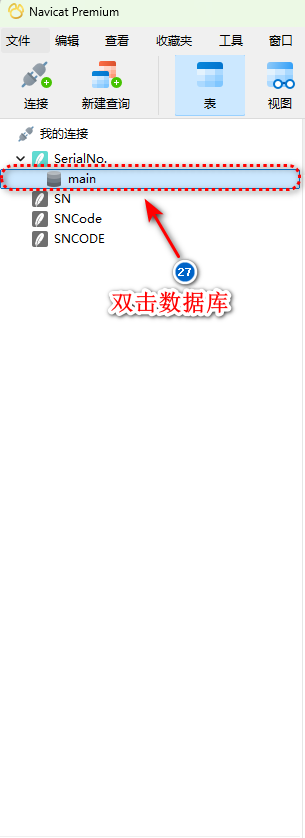 Navicat Premium
文件 编辑 查看 收藏夹 工具 窗口
连接 新建查询 表 视图
我的连接
SerialNo.
main
SN
SNCode
SNCODE
27
双击数据库